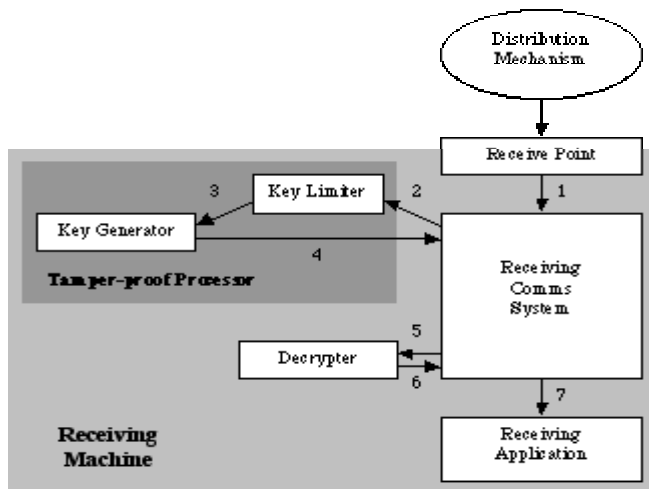 Distribution
Mechanism
Receive Point
1
Key Limiter
2
3
Key Generator
4
Tamper-proof Processor
Receiving
Comms
System
5
Decrypter
6
7
Receiving
Machine
Receiving
Application